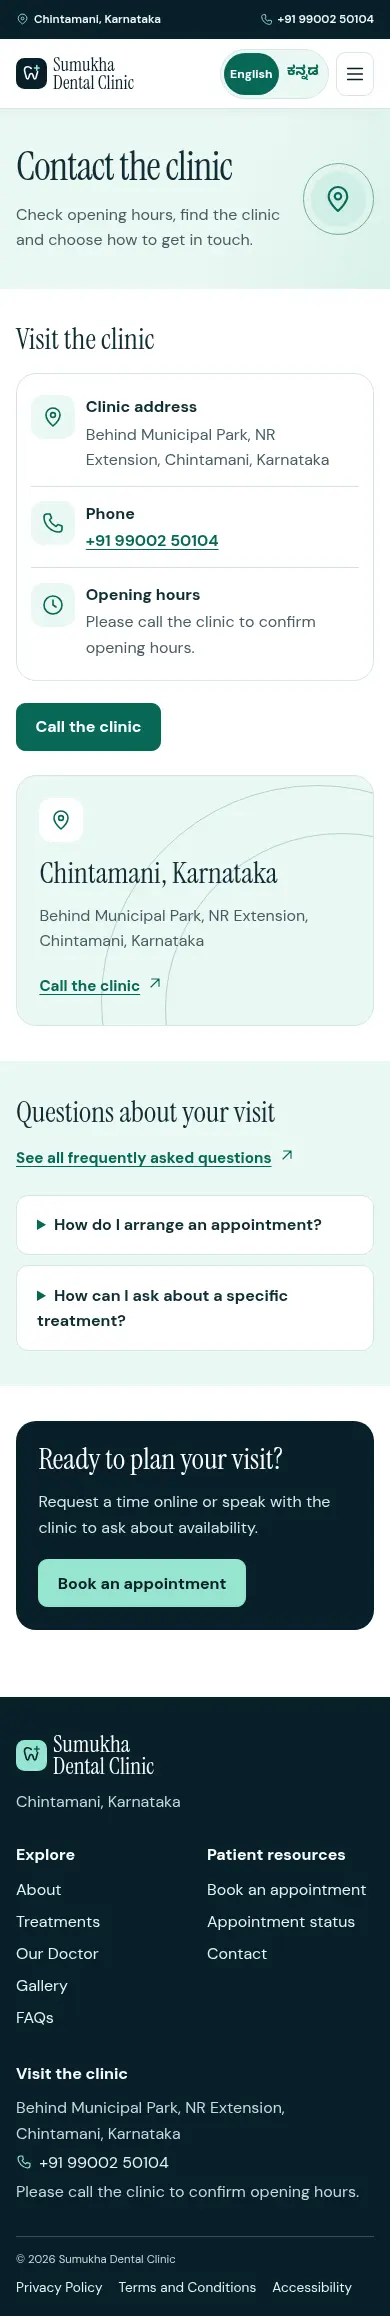 Chintamani, Karnataka
+91 99002 50104
Sumukha
Dental Clinic
English
ಕನ್ನಡ
Contact the clinic
Check opening hours, find the clinic
and choose how to get in touch.
Visit the clinic
Clinic address
Behind Municipal Park, NR
Extension, Chintamani, Karnataka
Phone
+91 99002 50104
Opening hours
Please call the clinic to confirm
opening hours.
Call the clinic
Chintamani, Karnataka
Behind Municipal Park, NR Extension,
Chintamani, Karnataka
Call the clinic
Questions about your visit
See all frequently asked questions
How do I arrange an appointment?
How can I ask about a specific
treatment?
Ready to plan your visit?
Request a time online or speak with the
clinic to ask about availability.
Book an appointment
Sumukha
Dental Clinic
Chintamani, Karnataka
Explore
About
Treatments
Our Doctor
Gallery
FAQs
Patient resources
Book an appointment
Appointment status
Contact
Visit the clinic
Behind Municipal Park, NR Extension,
Chintamani, Karnataka
+91 99002 50104
Please call the clinic to confirm opening hours.
© 2026 Sumukha Dental Clinic
Privacy Policy
Terms and Conditions
Accessibility